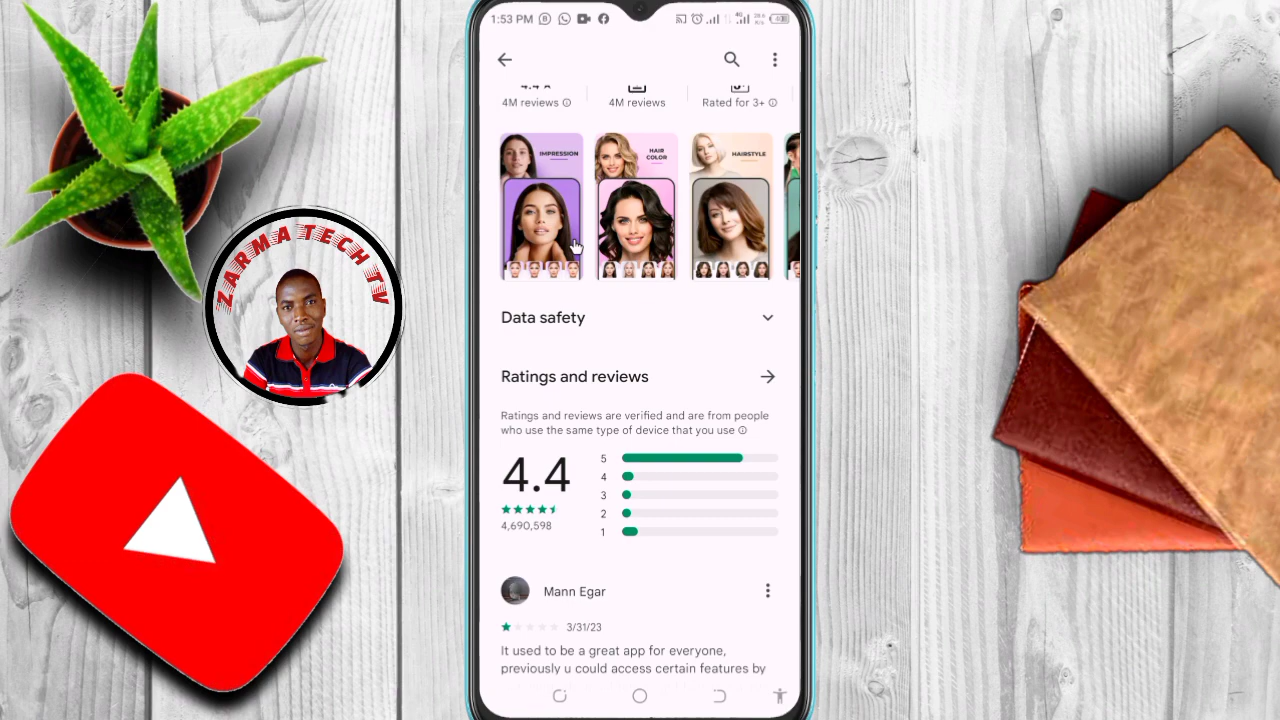 1:53 PM
4M reviews
4M reviews
Rated for 3+
IMPRESSION
HAIR
COLOR
HAIRSTYLE
ZARMA TECH TV
Data safety
Ratings and reviews
Ratings and reviews are verified and are from people
who use the same type of device that you use
4.4
5
4
3
2
1
4,690,598
Mann Egar
3/31/23
It used to be a great app for everyone,
previously u could access certain features by